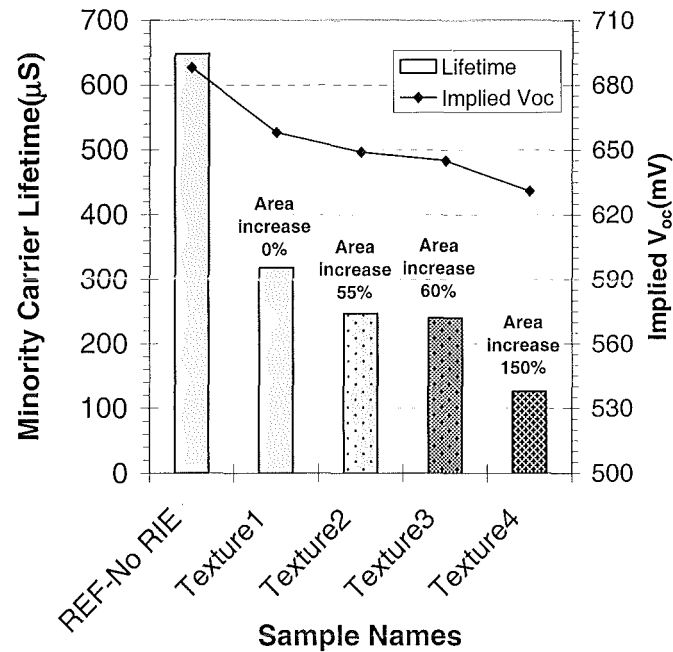 700
600
500
400
300
200
100
0
Minority Carrier Lifetime(μS)
710
680
650
620
590
560
530
500
Implied Voc(mV)
Lifetime
Implied Voc
Area
increase
0%
Area
increase
55%
Area
increase
60%
Area
increase
150%
REF-No RIE
Texture1
Texture2
Texture3
Texture4
Sample Names